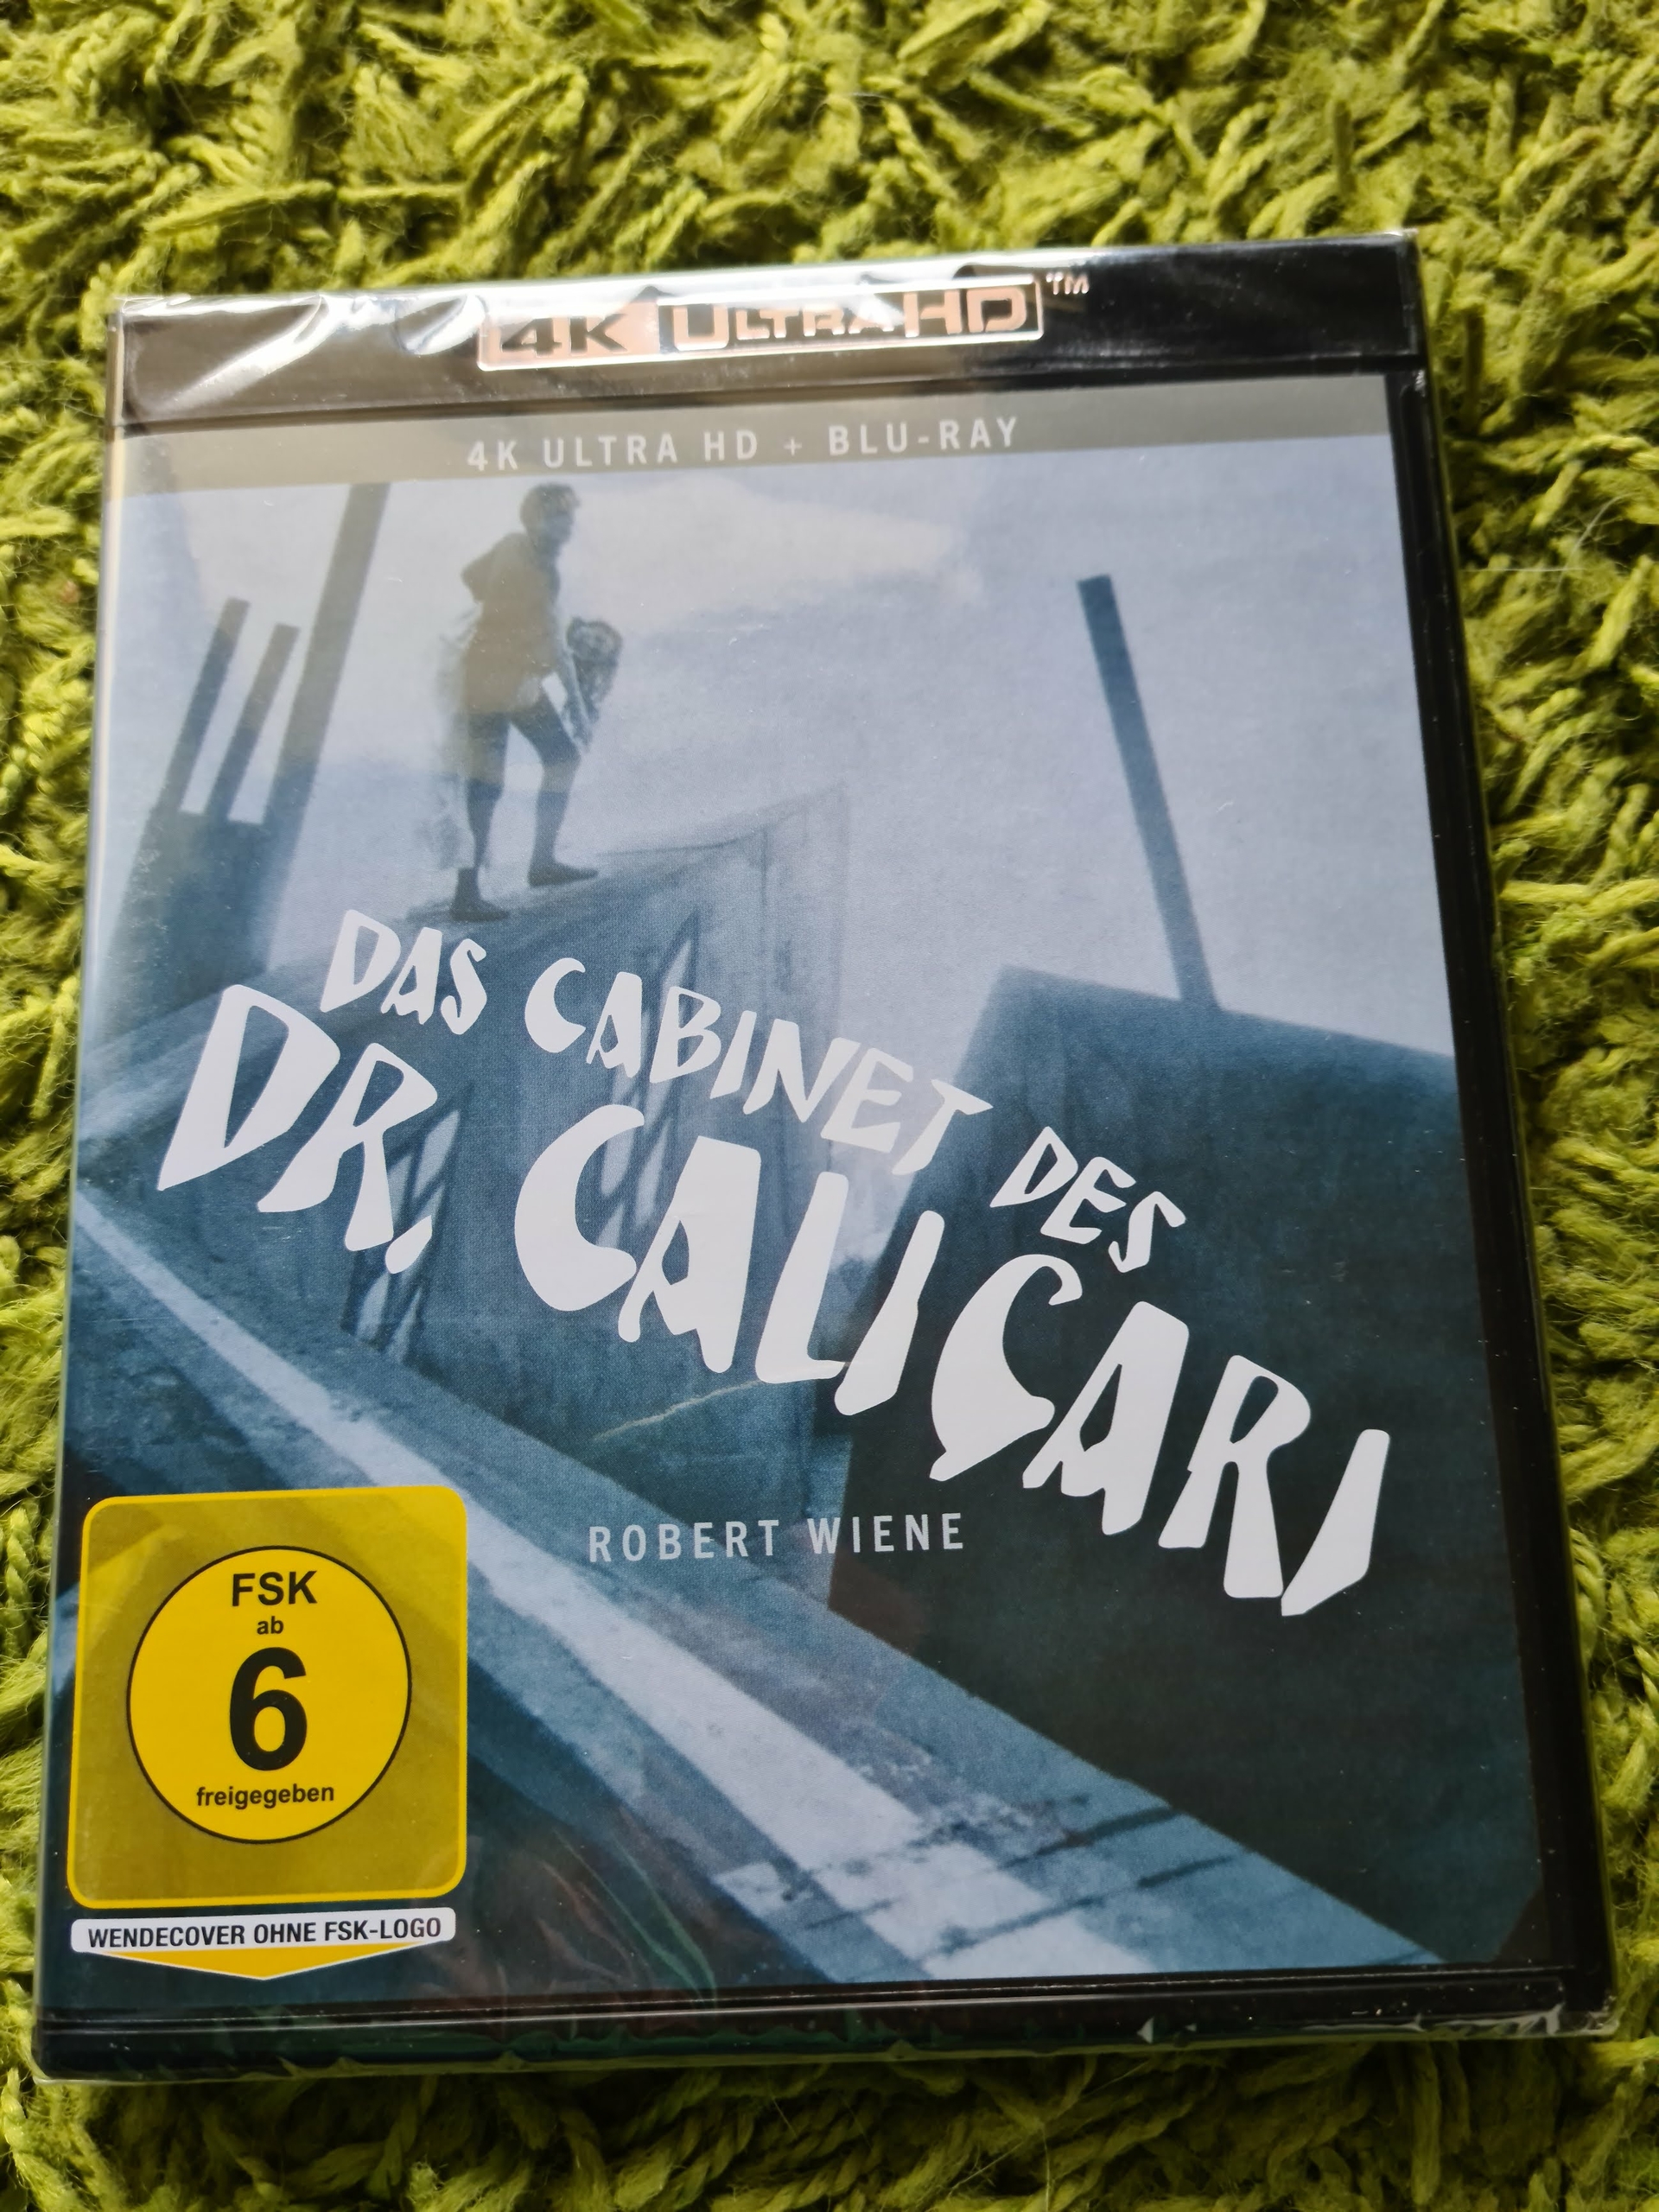 4K ULTRA HD™
4K ULTRA HD + BLU-RAY
DAS CABINET DES
DR. CALIGARI
ROBERT WIENE
FSK
ab
6
freigegeben
WENDECOVER OHNE FSK-LOGO